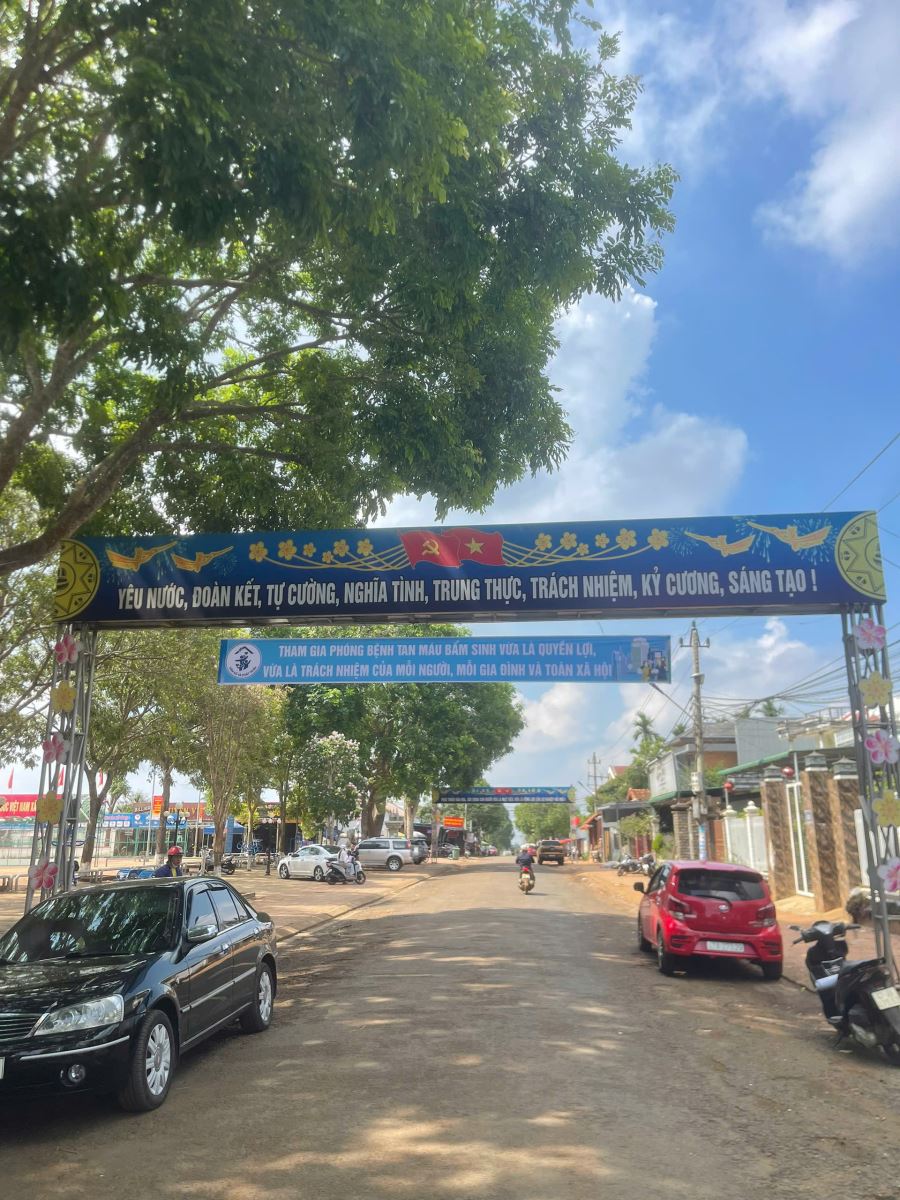 YÊU NƯỚC, ĐOÀN KẾT, TỰ CƯỜNG, NGHĨA TÌNH, TRUNG THỰC, TRÁCH NHIỆM, KỶ CƯƠNG, SÁNG TẠO !
THAM GIA PHÒNG BỆNH TAN MÁU BẨM SINH VỪA LÀ QUYỀN LỢI,
VỪA LÀ TRÁCH NHIỆM CỦA MỖI NGƯỜI, MỖI GIA ĐÌNH VÀ TOÀN XÃ HỘI
VIỆT NAM